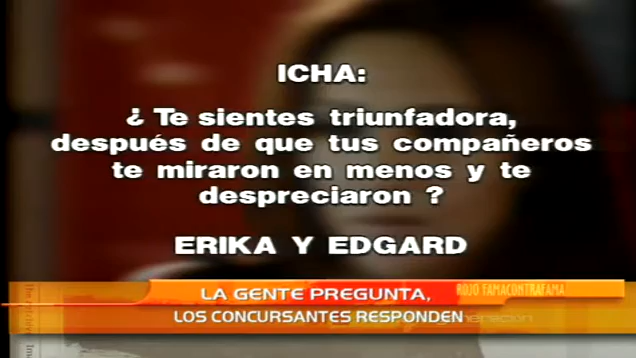 ICHA:
¿ Te sientes triunfadora,
después de que tus compañeros
te miraron en menos y te
despreciaron ?
ERIKA Y EDGARD
LA GENTE PREGUNTA,
ROJO FAMACONTRAFAMA
LOS CONCURSANTES RESPONDEN
generación